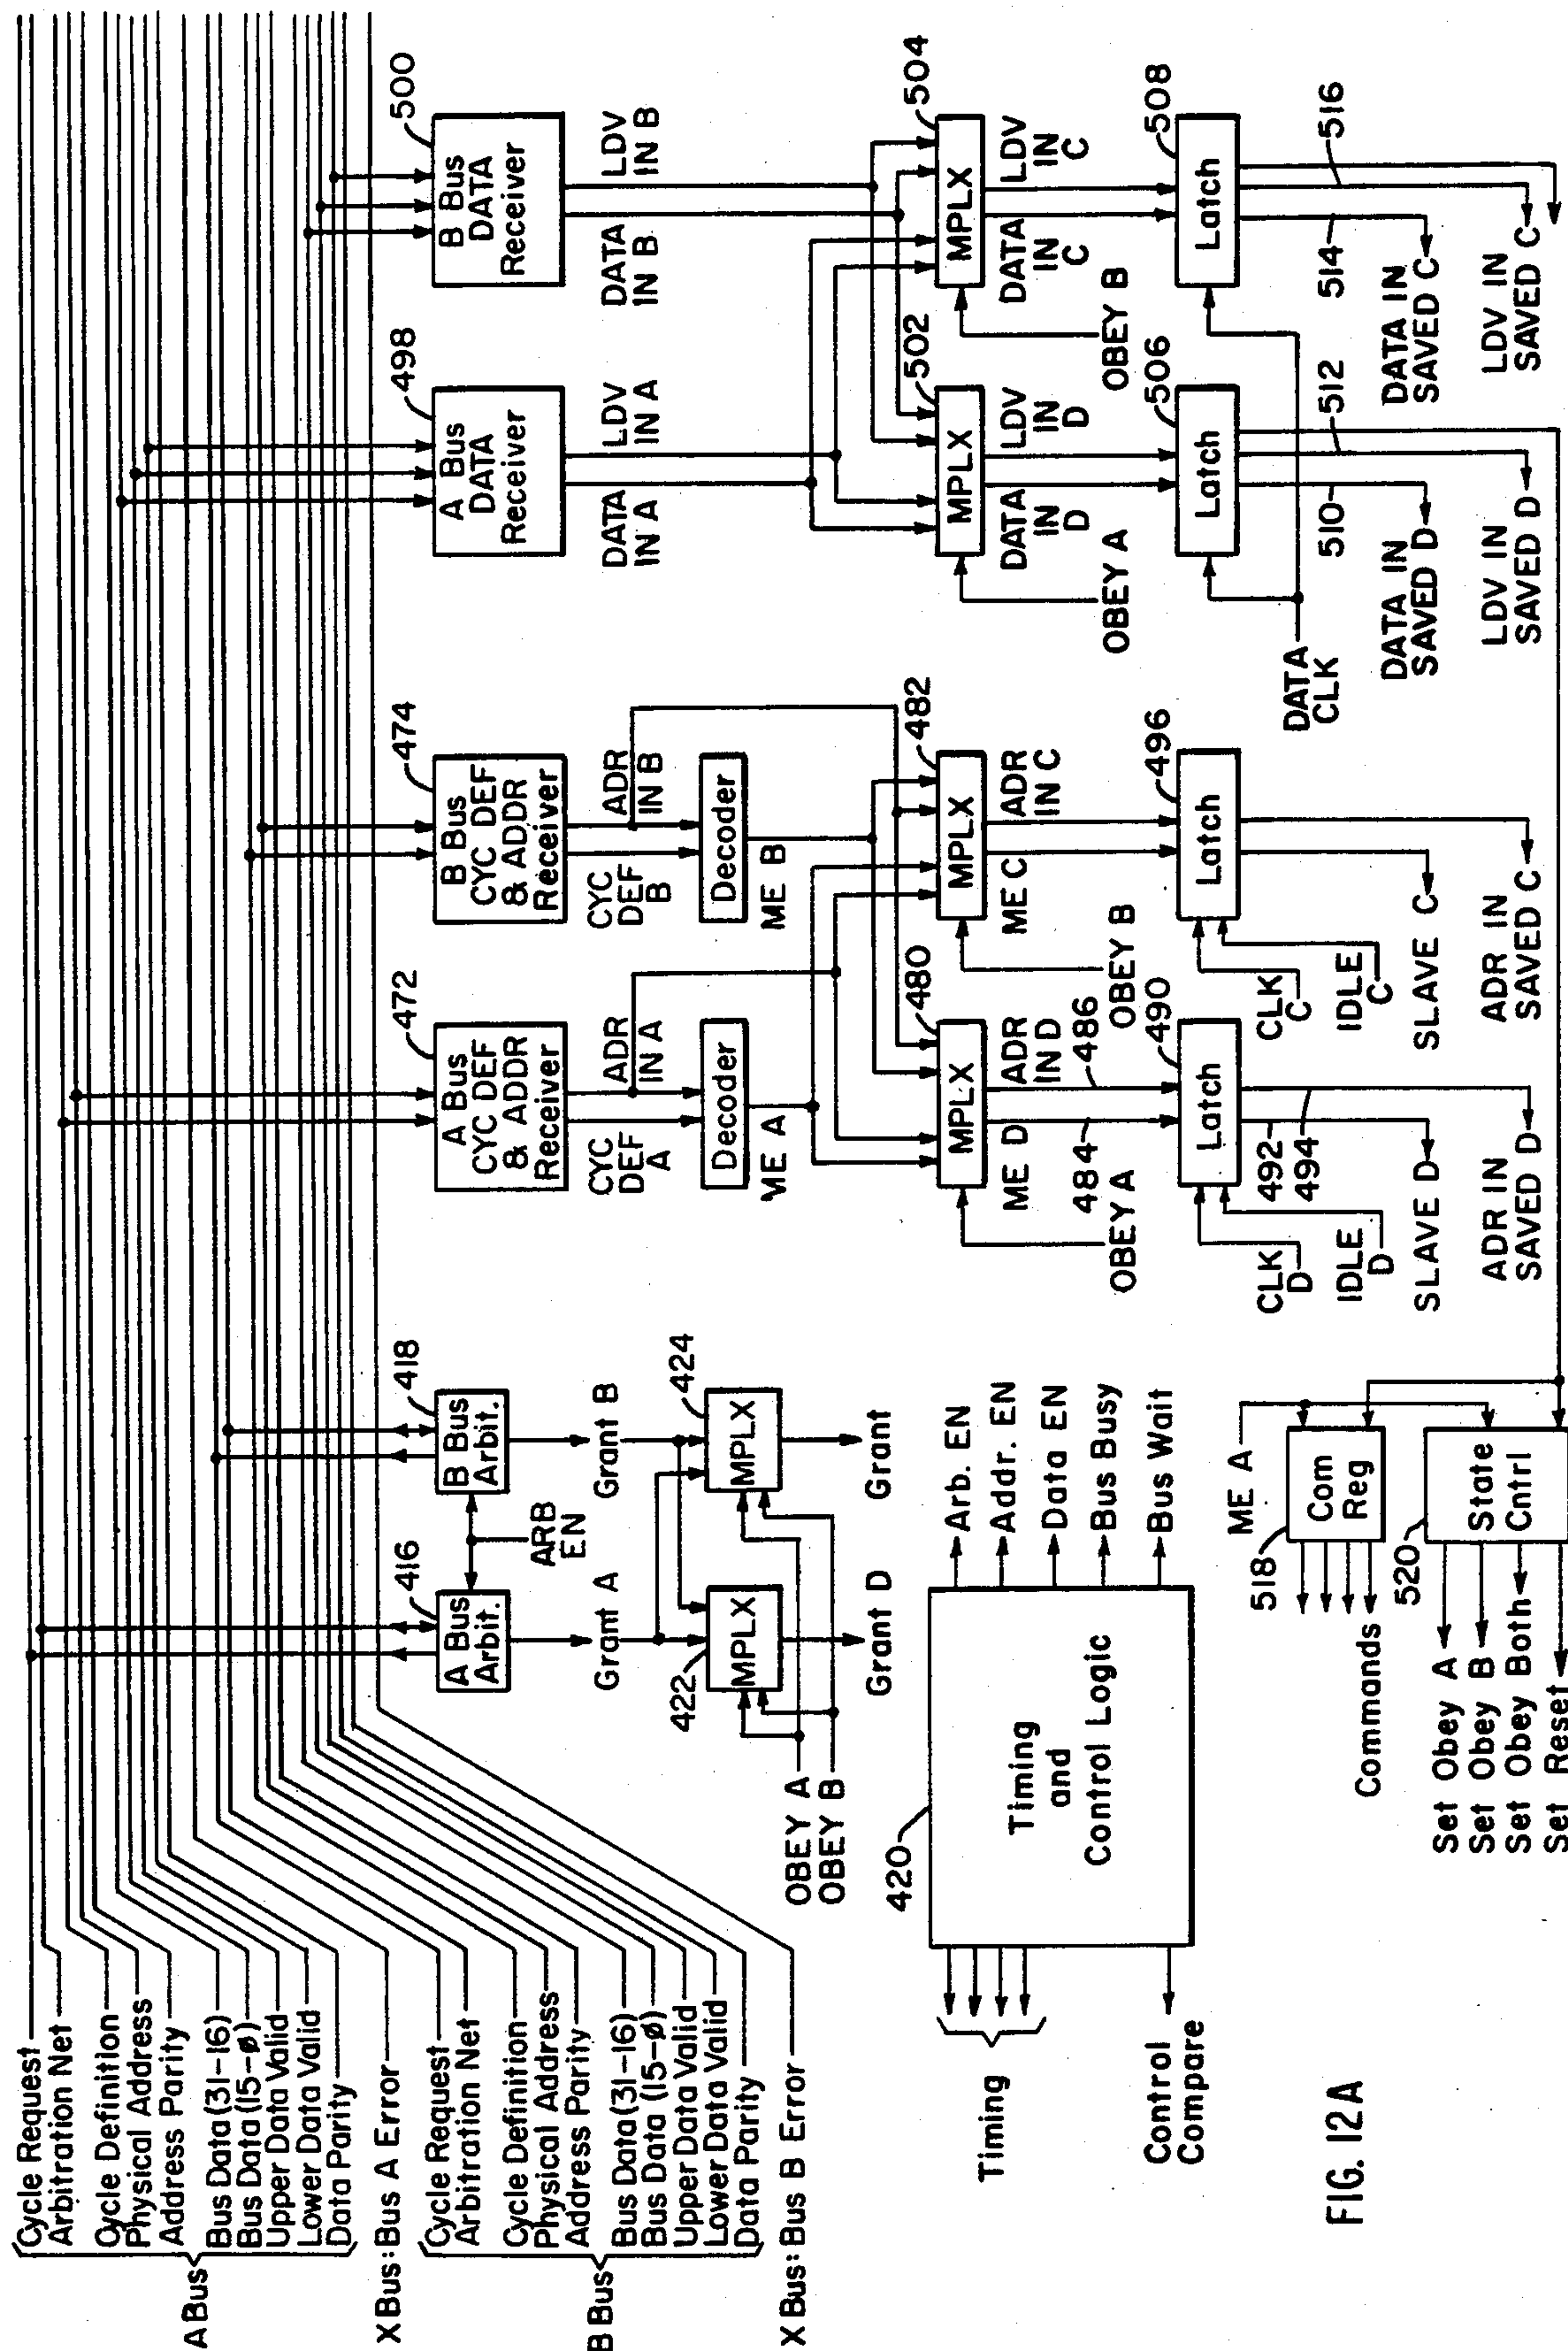 Cycle Request
Arbitration Net
Cycle Definition
Physical Address
Address Parity
A Bus
Bus Data (31-16)
Bus Data (15-Ø)
Upper Data Valid
Lower Data Valid
Data Parity
X Bus: Bus A Error
Cycle Request
Arbitration Net
Cycle Definition
Physical Address
Address Parity
B Bus
Bus Data (31-16)
Bus Data (15-Ø)
Upper Data Valid
Lower Data Valid
Data Parity
X Bus: Bus B Error
416
A Bus
Arbit.
418
B Bus
Arbit.
ARB
EN
Grant A
Grant B
422
MPLX
424
MPLX
OBEY A
OBEY B
Grant D
Grant
420
Timing
and
Control Logic
Timing
Control
Compare
Arb. EN
Addr. EN
Data EN
Bus Busy
Bus Wait
ME A
518
Com
Reg
Commands
520
State
Cntrl
Set Obey A
Set Obey B
Set Obey Both
Set Reset
472
A Bus
CYC DEF
& ADDR
Receiver
474
B Bus
CYC DEF
& ADDR
Receiver
CYC
DEF
A
ADR
IN A
CYC
DEF
B
ADR
IN B
Decoder
Decoder
ME A
ME B
480
MPLX
482
MPLX
OBEY A
ME D
ADR
IN D
484
486
OBEY B
ME C
ADR
IN C
490
Latch
496
Latch
CLK
D
IDLE
D
492
494
CLK
C
IDLE
C
SLAVE D
SLAVE C
ADR IN
SAVED D
ADR IN
SAVED C
498
A Bus
DATA
Receiver
500
B Bus
DATA
Receiver
DATA
IN A
LDV
IN A
DATA
IN B
LDV
IN B
502
MPLX
504
MPLX
OBEY A
DATA
IN
D
LDV
IN
D
OBEY B
DATA
IN
C
LDV
IN
C
506
Latch
508
Latch
DATA
CLK
510
512
514
516
DATA IN
SAVED D
DATA IN
SAVED C
LDV IN
SAVED D
LDV IN
SAVED C
FIG. 12A